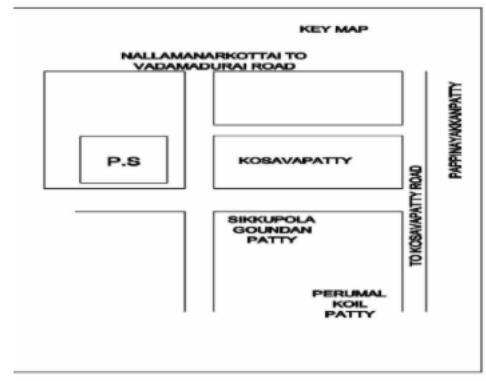 KEY MAP
NALLAMANARKOTTAI TO
VADAMADURAI ROAD
P.S
KOSAVAPATTY
SIKKUPOLA
GOUNDAN
PATTY
PERUMAL
KOIL
PATTY
TO KOSAVAPATTY ROAD
PAPPINAYAKKANPATTY